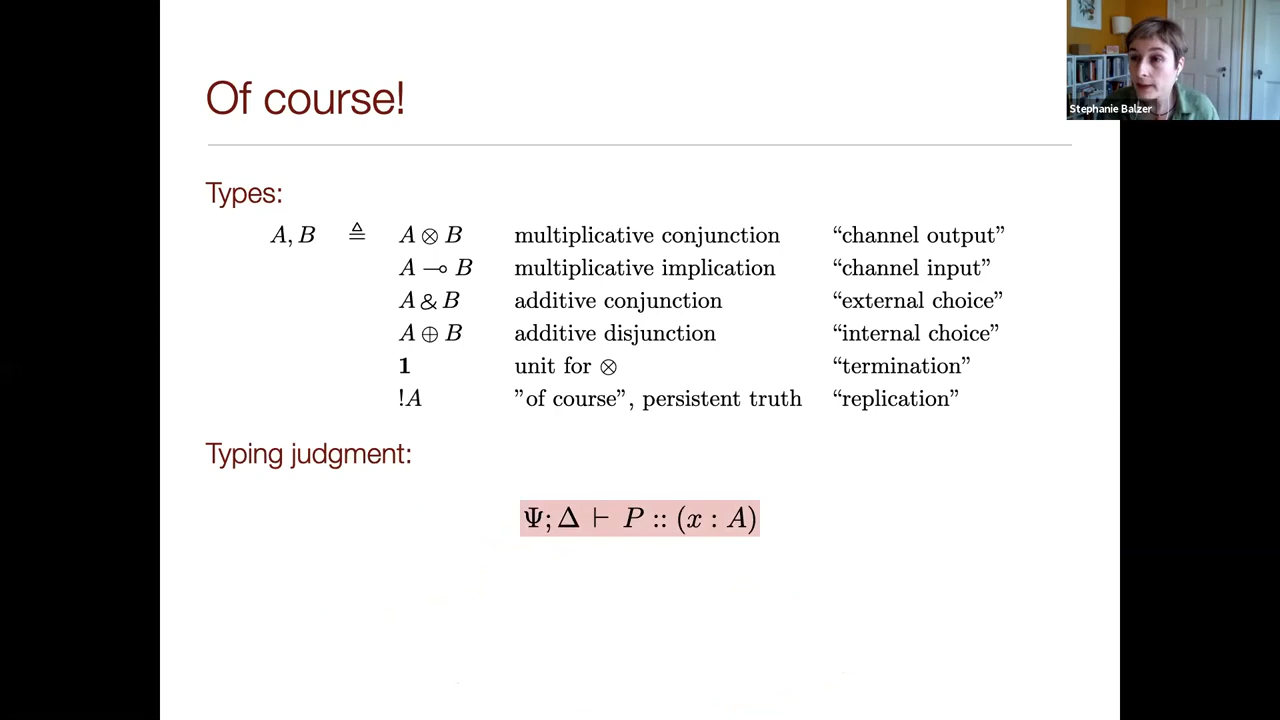 Of course!
Stephanie Balzer
Types:
A, B ≜ A ⊗ B multiplicative conjunction “channel output”
A ⊸ B multiplicative implication “channel input”
A & B additive conjunction “external choice”
A ⊕ B additive disjunction “internal choice”
1 unit for ⊗ “termination”
!A ”of course”, persistent truth “replication”
Typing judgment:
Ψ; Δ ⊢ P :: (x : A)